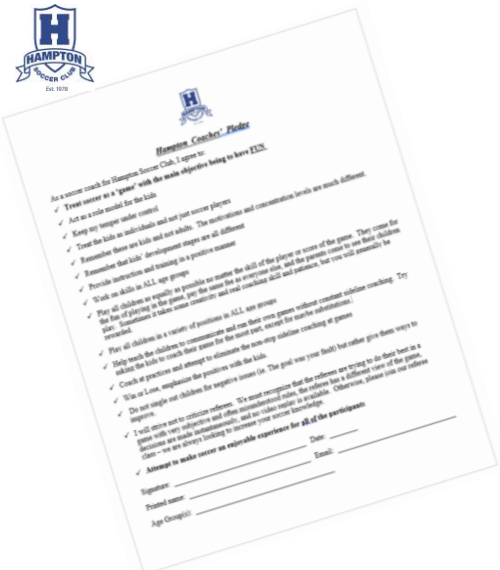 H
HAMPTON
SOCCER CLUB
Est. 1978
H
HAMPTON
Hampton Coaches' Pledge
As a soccer coach for Hampton Soccer Club, I agree to:
Treat soccer as a "game" with the main objective being to have FUN.
Act as a role model for the kids
Keep my temper under control
Treat the kids as individuals and not just soccer players
Remember these are kids and not adults. The motivations and concentration levels are much different.
Remember that kids' development stages are all different
Provide instruction and training in a positive manner
Work on skills in ALL age groups
Play all children as equally as possible no matter the skill of the player or score of the game. They come for
the fun of playing in the game, pay the same fee as everyone else, and the parents come to see their children
play. Sometimes it takes some creativity and real coaching skill and patience, but you will generally be
rewarded.
Play all children in a variety of positions in ALL age groups
Help teach the children to communicate and run their own games without constant sideline coaching. Try
asking the kids to coach their game for the most part, except for maybe substitutions.
Coach at practices and attempt to eliminate the non-stop sideline coaching at games
Win or Lose, emphasize the positives with the kids.
Do not single out children for negative issues (ie. The goal was your fault) but rather give them ways to
improve.
I will strive not to criticize referees. We must recognize that the referees are trying to do their best in a
game with very subjective and often misunderstood rules, the referee has a different view of the game,
decisions are made instantaneously, and no video replay is available. Otherwise, please join our referee
class – we are always looking to increase your soccer knowledge.
Attempt to make soccer an enjoyable experience for all of the participants
Signature: Date:
Printed name: Email:
Age Group(s):